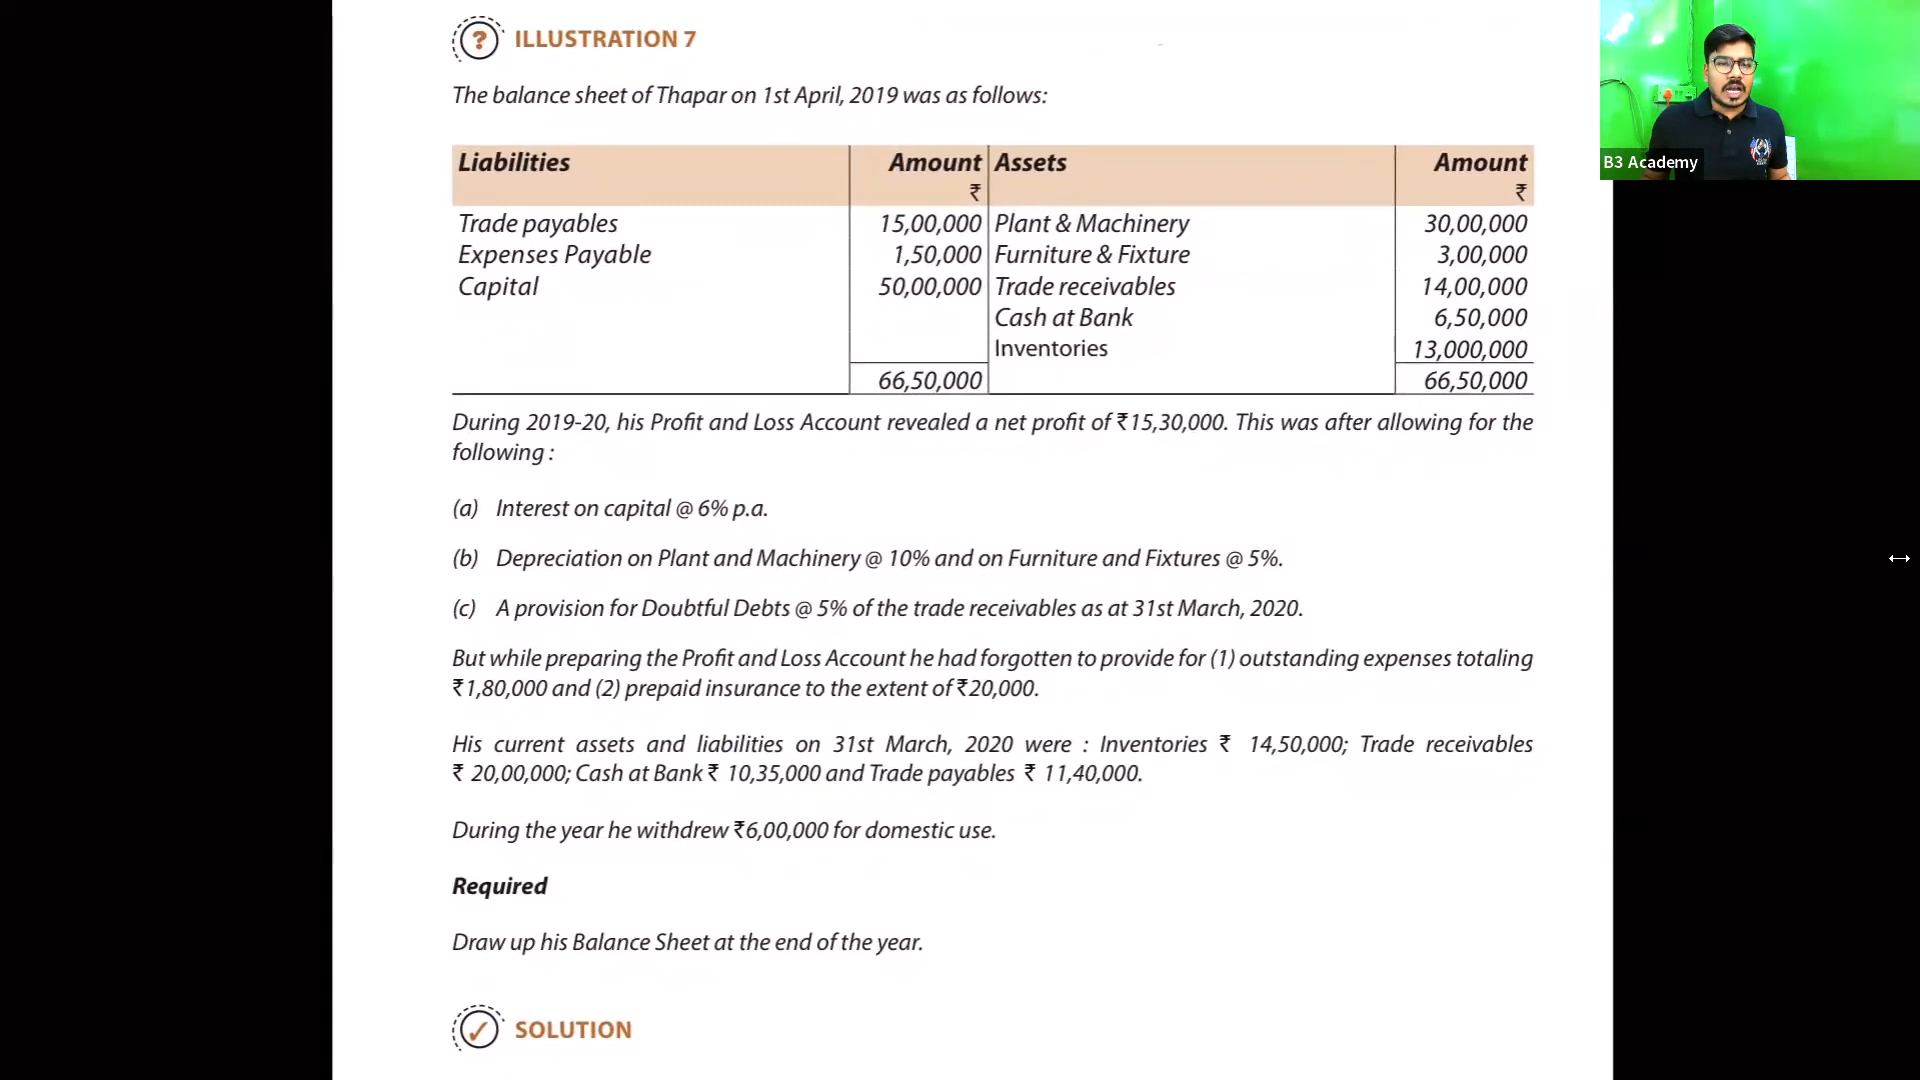 ? ILLUSTRATION 7
The balance sheet of Thapar on 1st April, 2019 was as follows:
Liabilities Amount Assets Amount
₹ ₹
Trade payables 15,00,000 Plant & Machinery 30,00,000
Expenses Payable 1,50,000 Furniture & Fixture 3,00,000
Capital 50,00,000 Trade receivables 14,00,000
Cash at Bank 6,50,000
Inventories 13,000,000
66,50,000 66,50,000
During 2019-20, his Profit and Loss Account revealed a net profit of ₹15,30,000. This was after allowing for the
following :
(a) Interest on capital @ 6% p.a.
(b) Depreciation on Plant and Machinery @ 10% and on Furniture and Fixtures @ 5%.
(c) A provision for Doubtful Debts @ 5% of the trade receivables as at 31st March, 2020.
But while preparing the Profit and Loss Account he had forgotten to provide for (1) outstanding expenses totaling
₹1,80,000 and (2) prepaid insurance to the extent of ₹20,000.
His current assets and liabilities on 31st March, 2020 were : Inventories ₹ 14,50,000; Trade receivables
₹ 20,00,000; Cash at Bank ₹ 10,35,000 and Trade payables ₹ 11,40,000.
During the year he withdrew ₹6,00,000 for domestic use.
Required
Draw up his Balance Sheet at the end of the year.
SOLUTION
B3 Academy